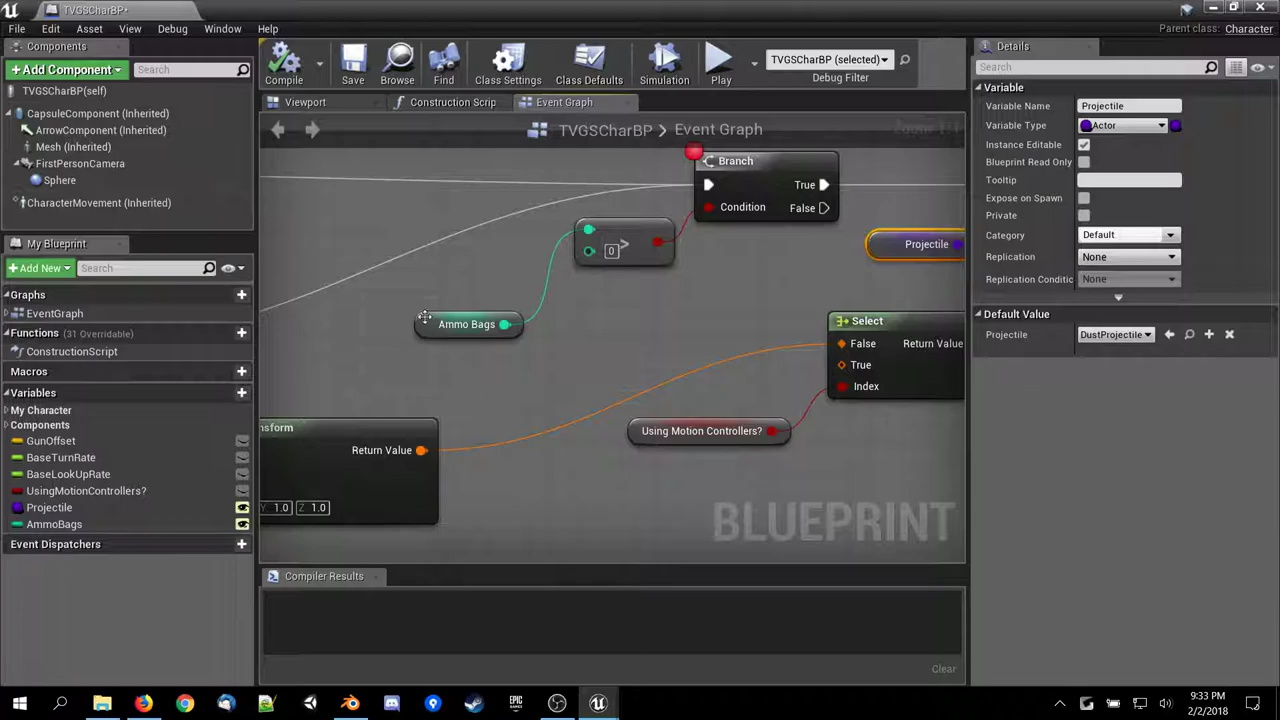 TVGSCharBP*
File Edit Asset View Debug Window Help
Parent class: Character
Components
+ Add Component
Search
TVGSCharBP(self)
CapsuleComponent (Inherited)
ArrowComponent (Inherited)
Mesh (Inherited)
FirstPersonCamera
Sphere
CharacterMovement (Inherited)
My Blueprint
+ Add New
Search
Graphs
EventGraph
Functions (31 Overridable)
ConstructionScript
Macros
Variables
My Character
Components
GunOffset
BaseTurnRate
BaseLookUpRate
UsingMotionControllers?
Projectile
AmmoBags
Event Dispatchers
Compile Save Browse Find Class Settings Class Defaults Simulation Play
TVGSCharBP (selected)
Debug Filter
Viewport Construction Scrip Event Graph
TVGSCharBP > Event Graph
Branch
True
Condition False
0 >
Projectile
Ammo Bags
Select
False Return Value
True
Index
Using Motion Controllers?
nsform
Return Value
Y 1.0 Z 1.0
BLUEPRINT
Compiler Results
Clear
Details
Search
Variable
Variable Name Projectile
Variable Type Actor
Instance Editable
Blueprint Read Only
Tooltip
Expose on Spawn
Private
Category Default
Replication None
Replication Conditic None
Default Value
Projectile DustProjectile
EPIC GAMES
9:33 PM
2/2/2018